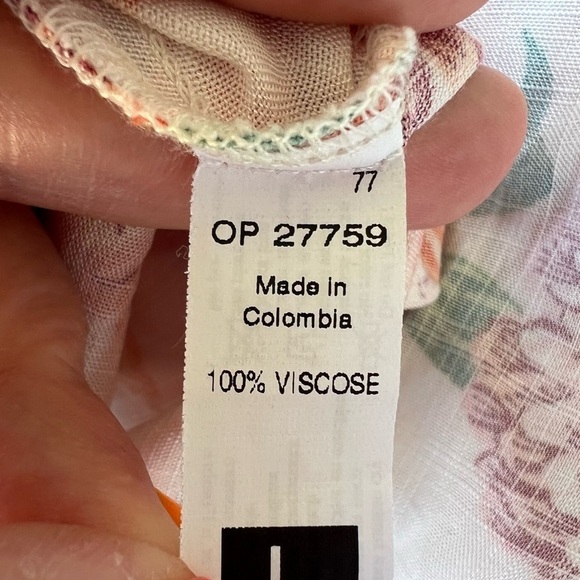 77
OP 27759
Made in
Colombia
100% VISCOSE